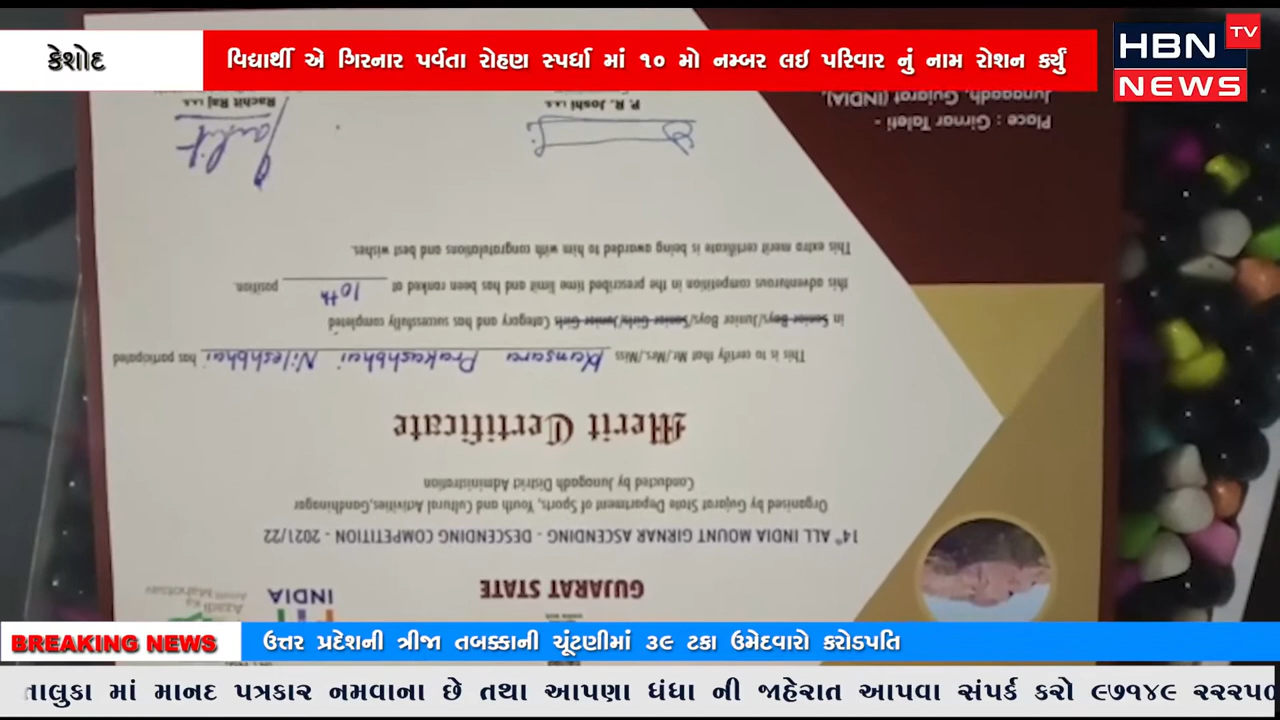 કેશોદ
વિદ્યાર્થી એ ગિરનાર પર્વતા રોહણ સ્પર્ધા માં ૧૦ મો નમ્બર લઇ પરિવાર નું નામ રોશન કર્યું
HBN TV
NEWS
GUJARAT STATE
INDIA
Azadi Ka
Amrit Mahotsav
14th ALL INDIA MOUNT GIRNAR ASCENDING - DESCENDING COMPETITION - 2021/22
Organised by Gujarat State Department of Sports, Youth and Cultural Activities,Gandhinagar
Conducted by Junagadh District Administration
Merit Certificate
This is to certify that Mr./Mrs./Miss Kansara Prakashbhai Nileshbhai has participated
in Senior Boys/Junior Boys/Senior Girls/Junior Girls Category and has successfully completed
this adventurous competition in the prescribed time limit and has been ranked at 10th position.
This extra merit certificate is being awarded to him with congratulations and best wishes.
P. R. Joshi I.A.S.
Rachit Raj I.A.S.
Place : Girnar Taleti -
Junagadh, Gujarat (INDIA),
BREAKING NEWS
ઉત્તર પ્રદેશની ત્રીજા તબક્કાની ચૂંટણીમાં ૩૯ ટકા ઉમેદવારો કરોડપતિ
તાલુકા માં માનદ પત્રકાર નમવાના છે તથા આપણા ધંધા ની જાહેરાત આપવા સંપર્ક કરો ૯૭૧૪૯ ૨૨૨૫૦